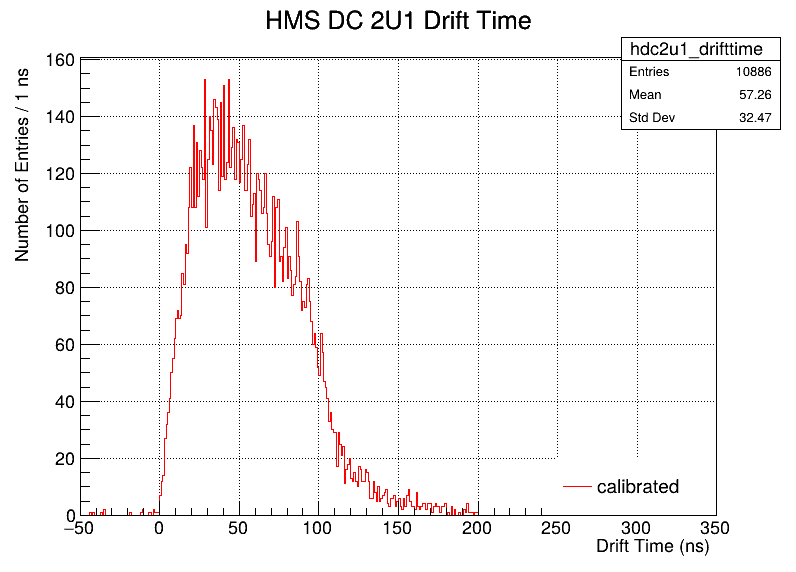 HMS DC 2U1 Drift Time
hdc2u1_drifttime
Entries 10886
Mean 57.26
Std Dev 32.47
Number of Entries / 1 ns
160
140
120
100
80
60
40
20
0
−50 0 50 100 150 200 250 300 350
Drift Time (ns)
calibrated